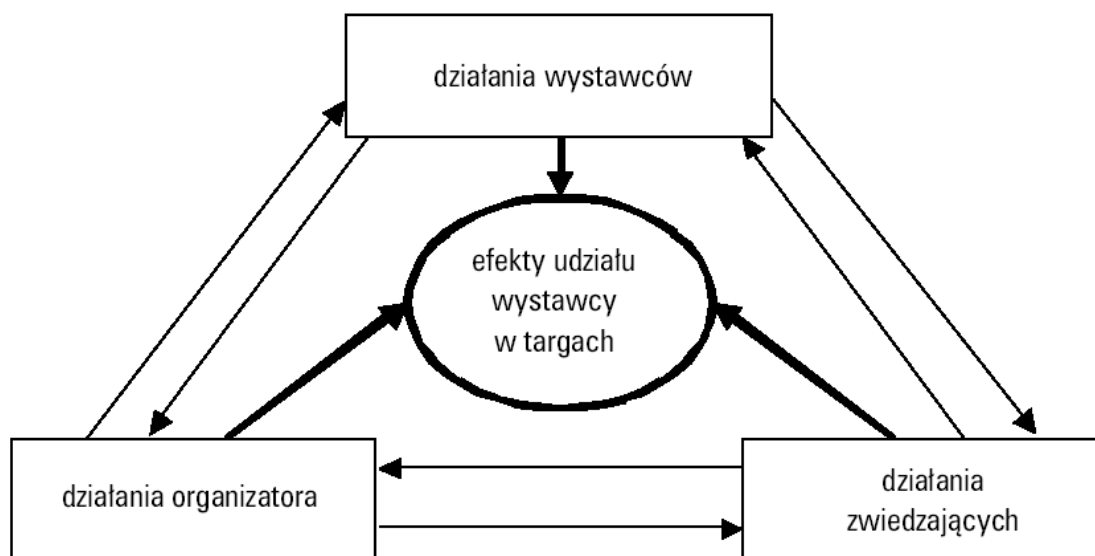 działania wystawców
efekty udziału
wystawcy
w targach
działania organizatora
działania
zwiedzających